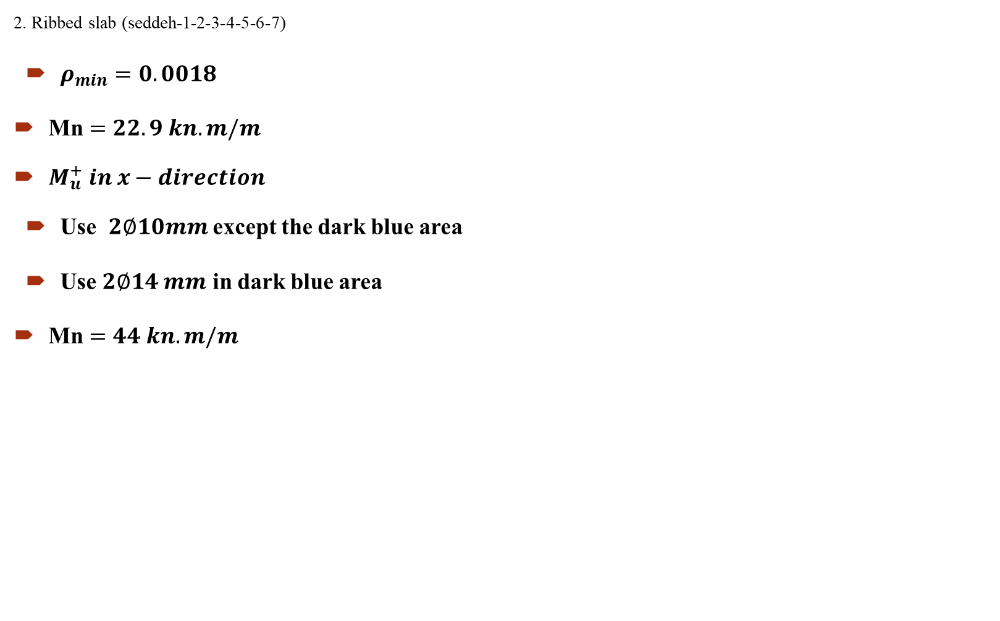 2. Ribbed slab (seddeh-1-2-3-4-5-6-7)
ρ_min = 0.0018
Mn = 22.9 kn.m/m
M_u^+ in x − direction
Use 2∅10mm except the dark blue area
Use 2∅14 mm in dark blue area
Mn = 44 kn.m/m